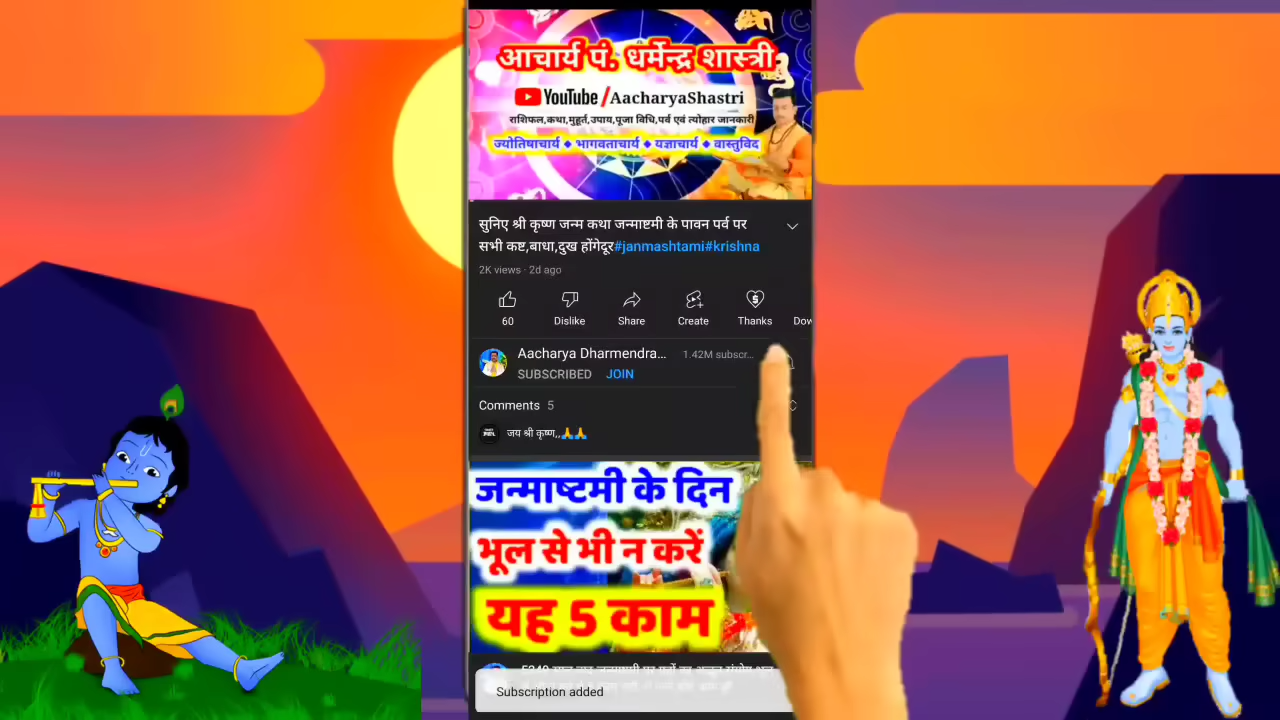 आचार्य पं. धर्मेन्द्र शास्त्री
YouTube /AacharyaShastri
राशिफल,कथा,मुहूर्त,उपाय,पूजा विधि,पर्व एवं त्योहार जानकारी
ज्योतिषाचार्य ◆ भागवताचार्य ◆ यज्ञाचार्य ◆ वास्तुविद
सुनिए श्री कृष्ण जन्म कथा जन्माष्टमी के पावन पर्व पर
सभी कष्ट,बाधा,दुख होंगेदूर#janmashtami#krishna
2K views · 2d ago
60 Dislike Share Create Thanks Dow
Aacharya Dharmendra... 1.42M subscr...
SUBSCRIBED JOIN
Comments 5
जय श्री कृष्ण,,🙏🙏
जन्माष्टमी के दिन
भूल से भी न करें
यह 5 काम
Subscription added